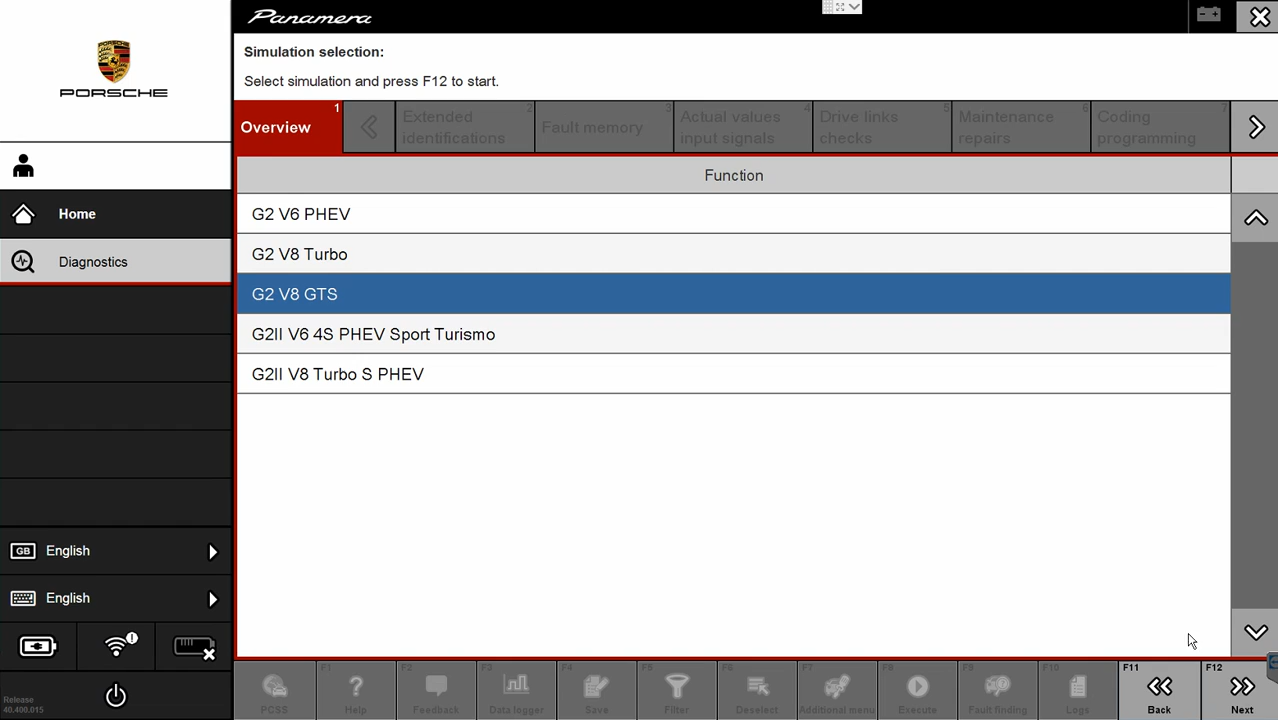 Panamera
PORSCHE
Simulation selection:
Select simulation and press F12 to start.
Overview 1
Extended identifications 2
Fault memory 3
Actual values input signals 4
Drive links checks 5
Maintenance repairs 6
Coding programming 7
Function
G2 V6 PHEV
G2 V8 Turbo
G2 V8 GTS
G2II V6 4S PHEV Sport Turismo
G2II V8 Turbo S PHEV
Home
Diagnostics
GB English
English
Release
40.400.015
PCSS
F1 Help
F2 Feedback
F3 Data logger
F4 Save
F5 Filter
F6 Deselect
F7 Additional menu
F8 Execute
F9 Fault finding
F10 Logs
F11 Back
F12 Next